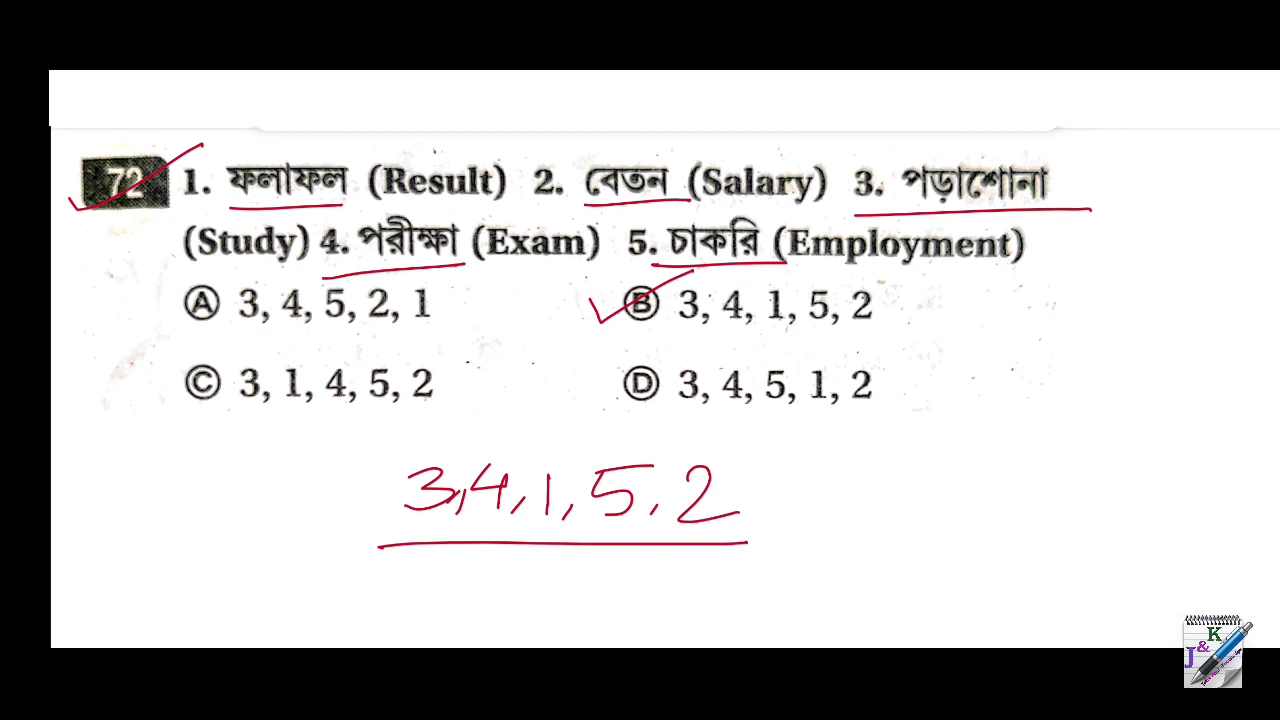 72 1. ফলাফল (Result) 2. বেতন (Salary) 3. পড়াশোনা
(Study) 4. পরীক্ষা (Exam) 5. চাকরি (Employment)
Ⓐ 3, 4, 5, 2, 1 Ⓑ 3, 4, 1, 5, 2
Ⓒ 3, 1, 4, 5, 2 Ⓓ 3, 4, 5, 1, 2
3, 4, 1, 5, 2
J&K